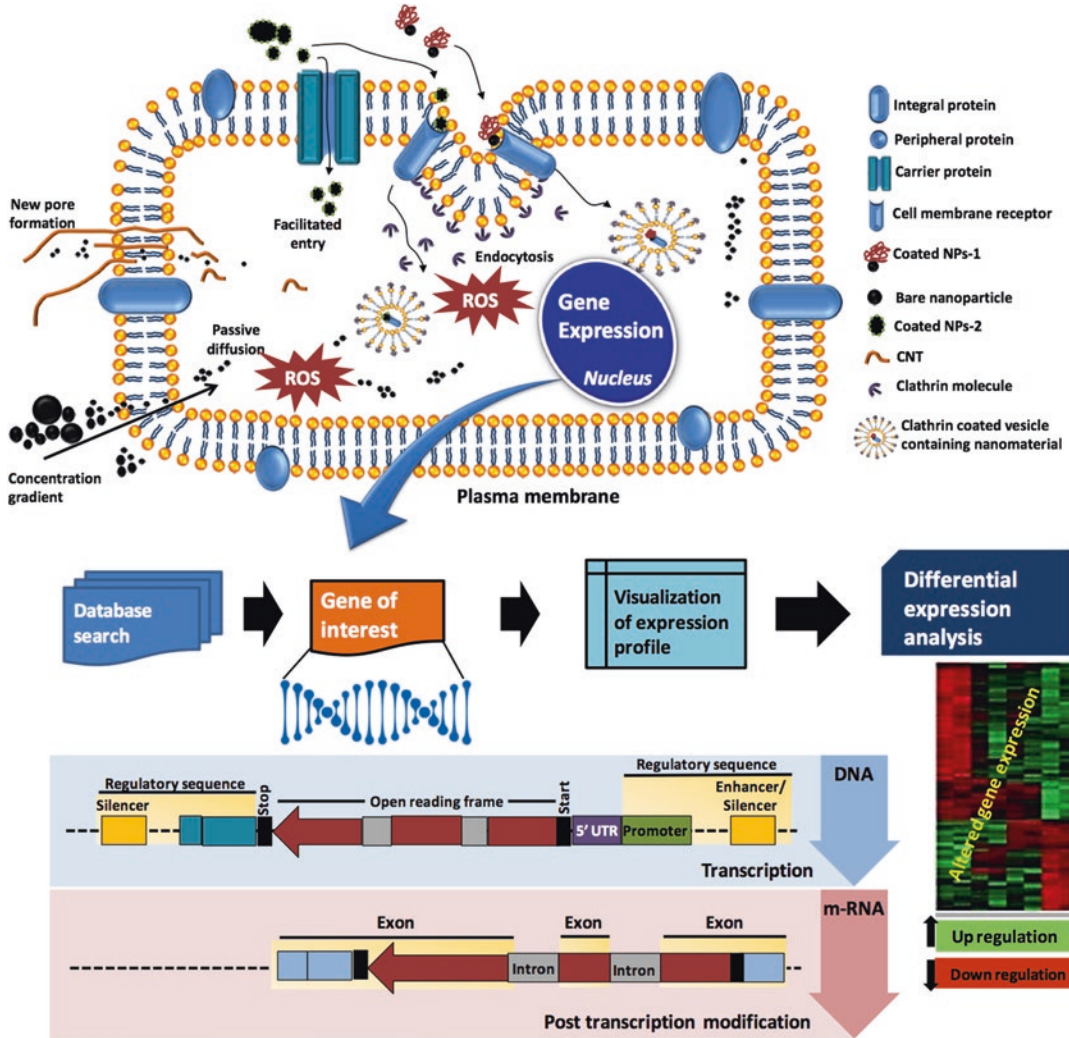 Integral protein
Peripheral protein
Carrier protein
Cell membrane receptor
Coated NPs-1
Bare nanoparticle
Coated NPs-2
CNT
Clathrin molecule
Clathrin coated vesicle
containing nanomaterial
New pore
formation
Facilitated
entry
Endocytosis
ROS
Gene
Expression
Nucleus
Passive
diffusion
ROS
Concentration
gradient
Plasma membrane
Database
search
Gene of
interest
Visualization
of expression
profile
Differential
expression
analysis
Altered gene expression
Up regulation
Down regulation
Regulatory sequence
Silencer
Stop
Open reading frame
Start
5' UTR
Promoter
Regulatory sequence
Enhancer/
Silencer
DNA
Transcription
m-RNA
Exon
Exon
Exon
Intron
Intron
Post transcription modification